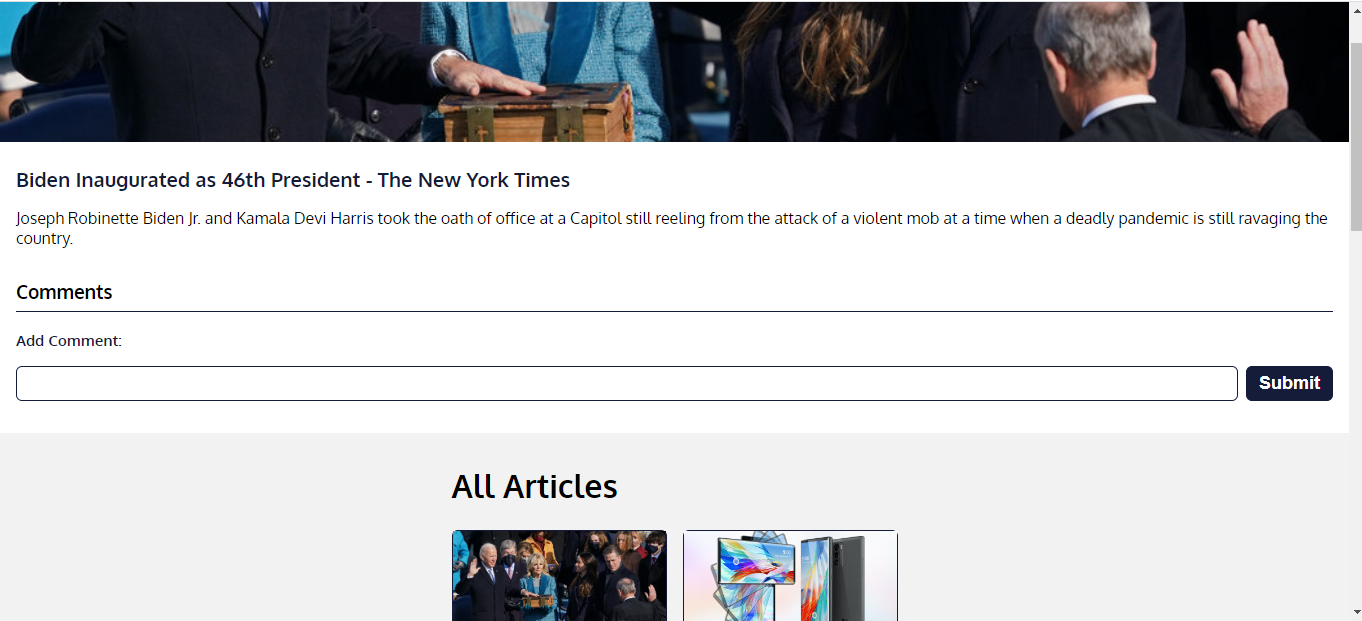 Biden Inaugurated as 46th President - The New York Times
Joseph Robinette Biden Jr. and Kamala Devi Harris took the oath of office at a Capitol still reeling from the attack of a violent mob at a time when a deadly pandemic is still ravaging the
country.
Comments
Add Comment:
Submit
All Articles